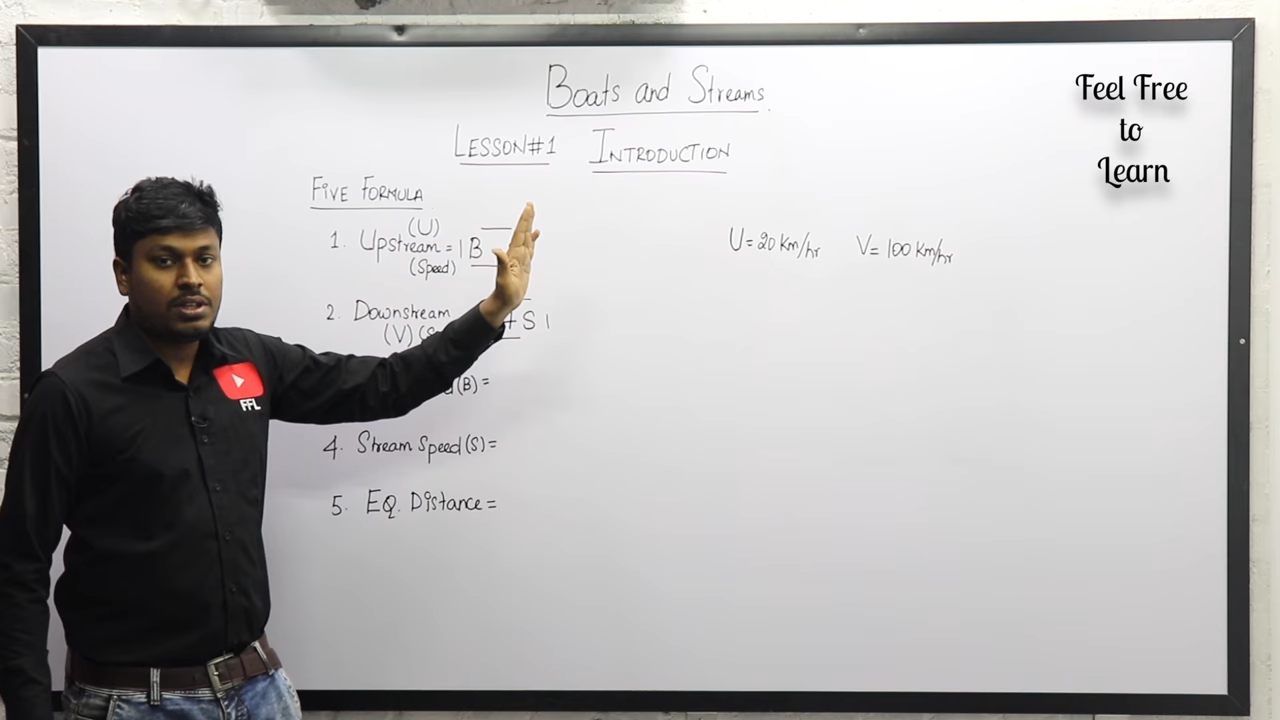 Boats and Streams.
LESSON#1 INTRODUCTION
FIVE FORMULA
(U)
1. Upstream = | B
(Speed)
U= 20 km/hr V= 100 km/hr
2. Downstream + S |
(V)
(B) =
4. Stream Speed (S) =
5. EQ. Distance =
Feel Free
to
Learn
FFL